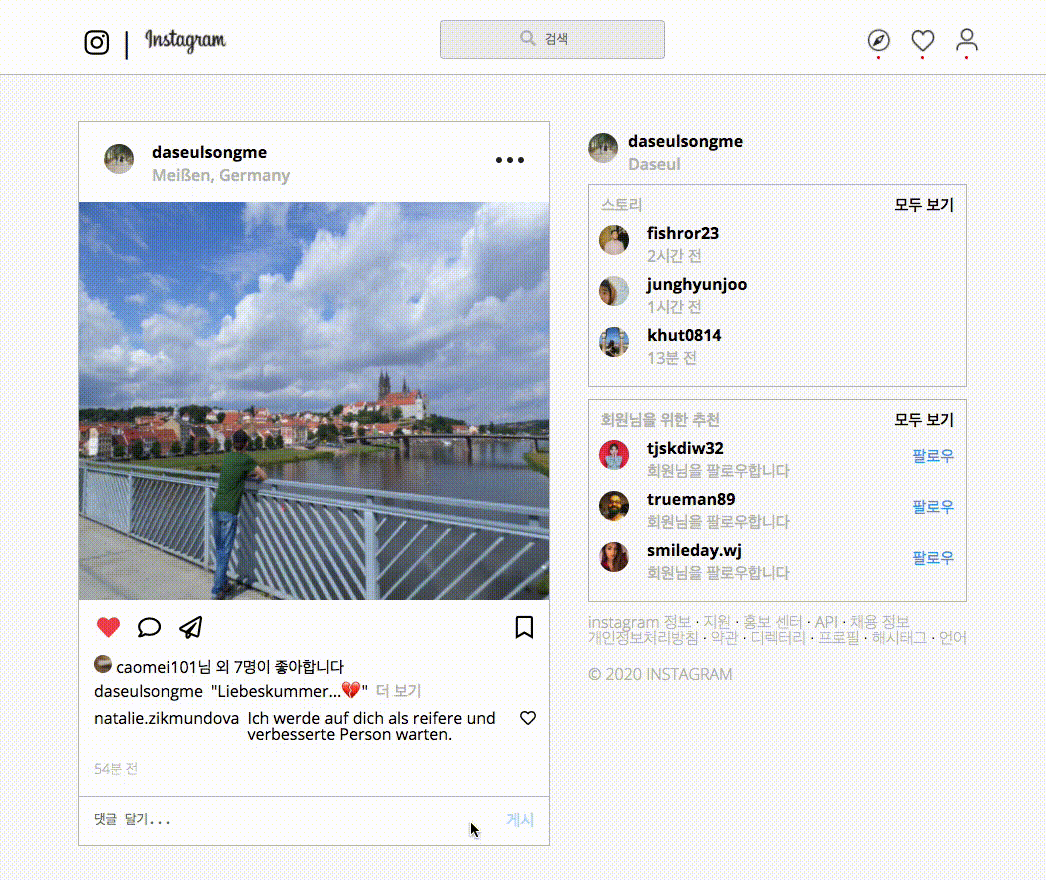 Instagram
검색
daseulsongme
Meißen, Germany
caomei101님 외 7명이 좋아합니다
daseulsongme "Liebeskummer...💔" 더 보기
natalie.zikmundova Ich werde auf dich als reifere und
verbesserte Person warten.
54분 전
댓글 달기...
게시
daseulsongme
Daseul
스토리
모두 보기
fishror23
2시간 전
junghyunjoo
1시간 전
khut0814
13분 전
회원님을 위한 추천
모두 보기
tjskdiw32
회원님을 팔로우합니다
팔로우
trueman89
회원님을 팔로우합니다
팔로우
smileday.wj
회원님을 팔로우합니다
팔로우
instagram 정보 · 지원 · 홍보 센터 · API · 채용 정보
개인정보처리방침 · 약관 · 디렉터리 · 프로필 · 해시태그 · 언어
© 2020 INSTAGRAM